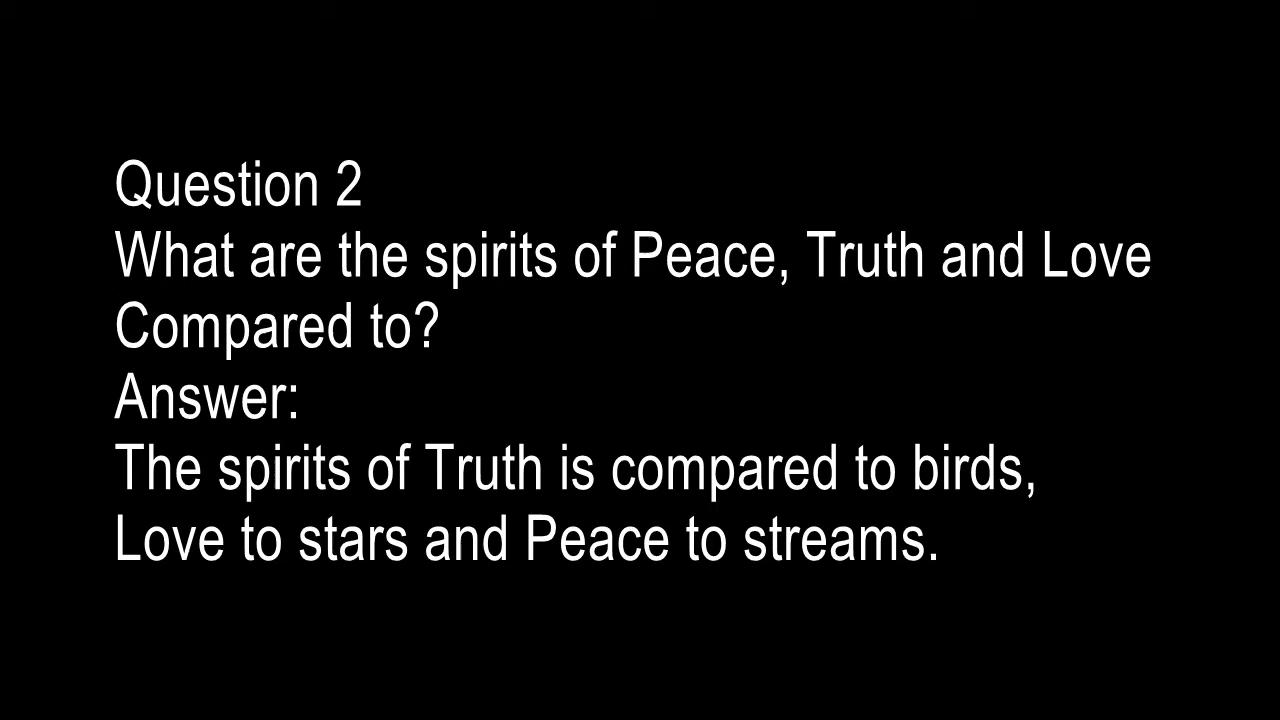 Question 2
What are the spirits of Peace, Truth and Love
Compared to?
Answer:
The spirits of Truth is compared to birds,
Love to stars and Peace to streams.